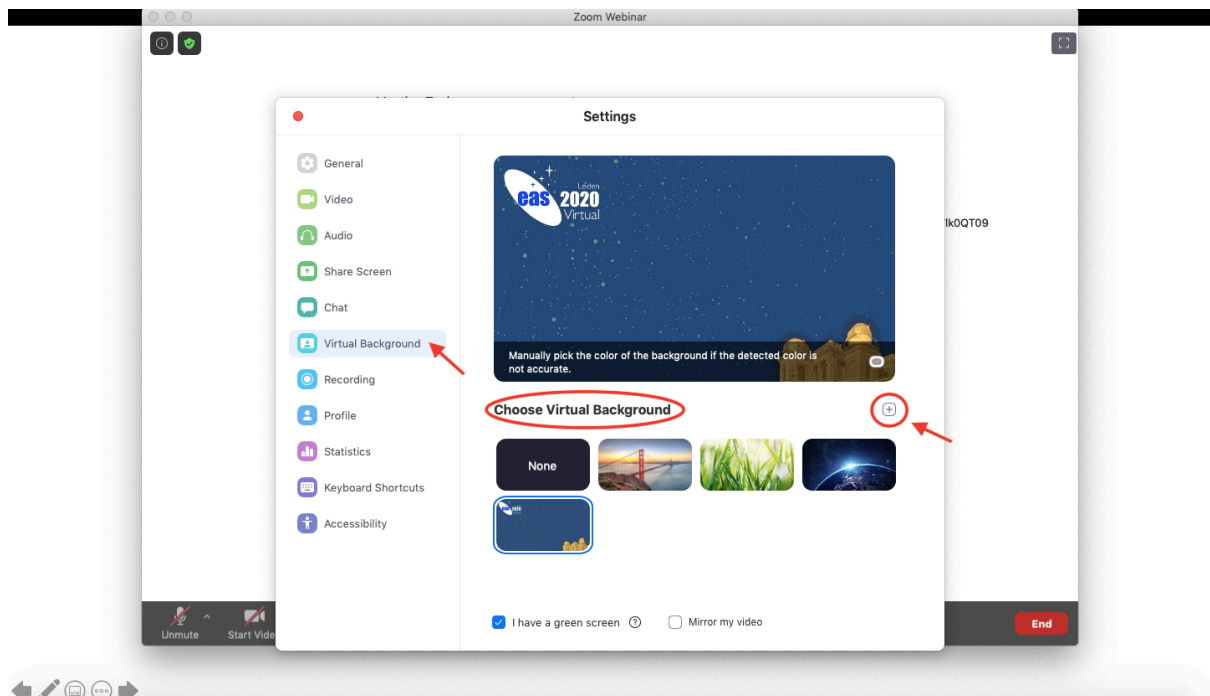 Zoom Webinar
Settings
General
Video
Audio
Share Screen
Chat
Virtual Background
Recording
Profile
Statistics
Keyboard Shortcuts
Accessibility
eas
Leiden
2020
Virtual
Manually pick the color of the background if the detected color is
not accurate.
Choose Virtual Background
None
eas 2020
I have a green screen
Mirror my video
lk0QT09
Unmute
Start Vide
End